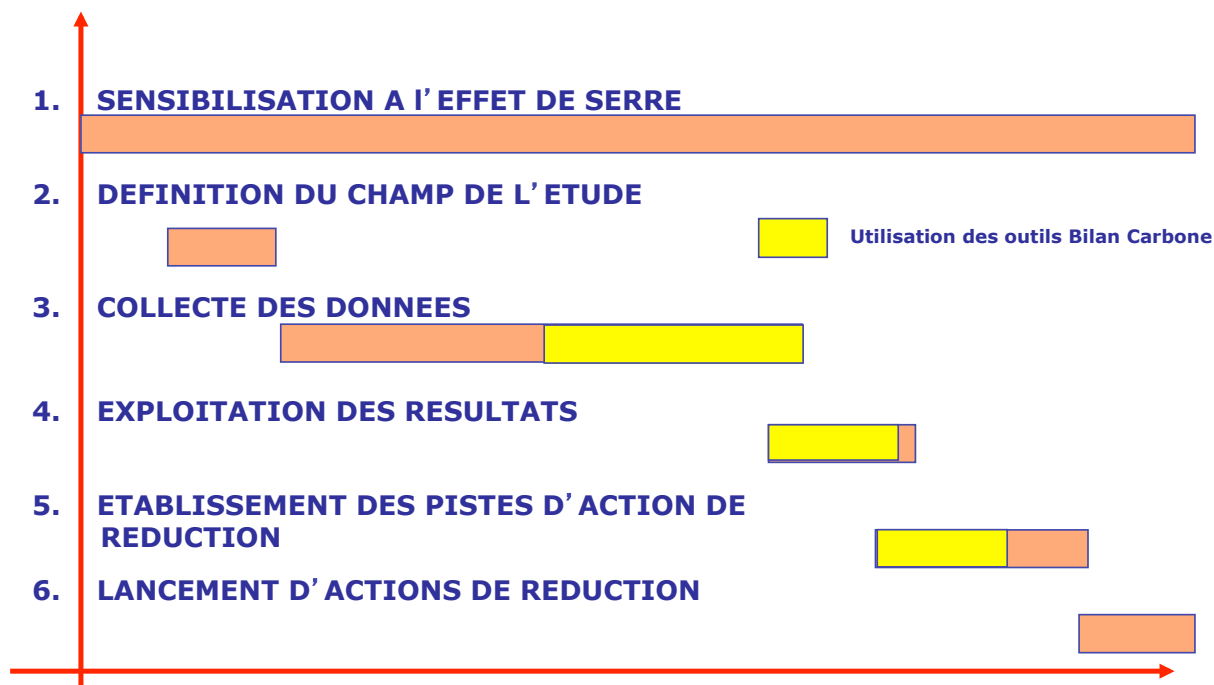 1. SENSIBILISATION A l’EFFET DE SERRE
2. DEFINITION DU CHAMP DE L’ETUDE
Utilisation des outils Bilan Carbone
3. COLLECTE DES DONNEES
4. EXPLOITATION DES RESULTATS
5. ETABLISSEMENT DES PISTES D’ACTION DE
REDUCTION
6. LANCEMENT D’ACTIONS DE REDUCTION